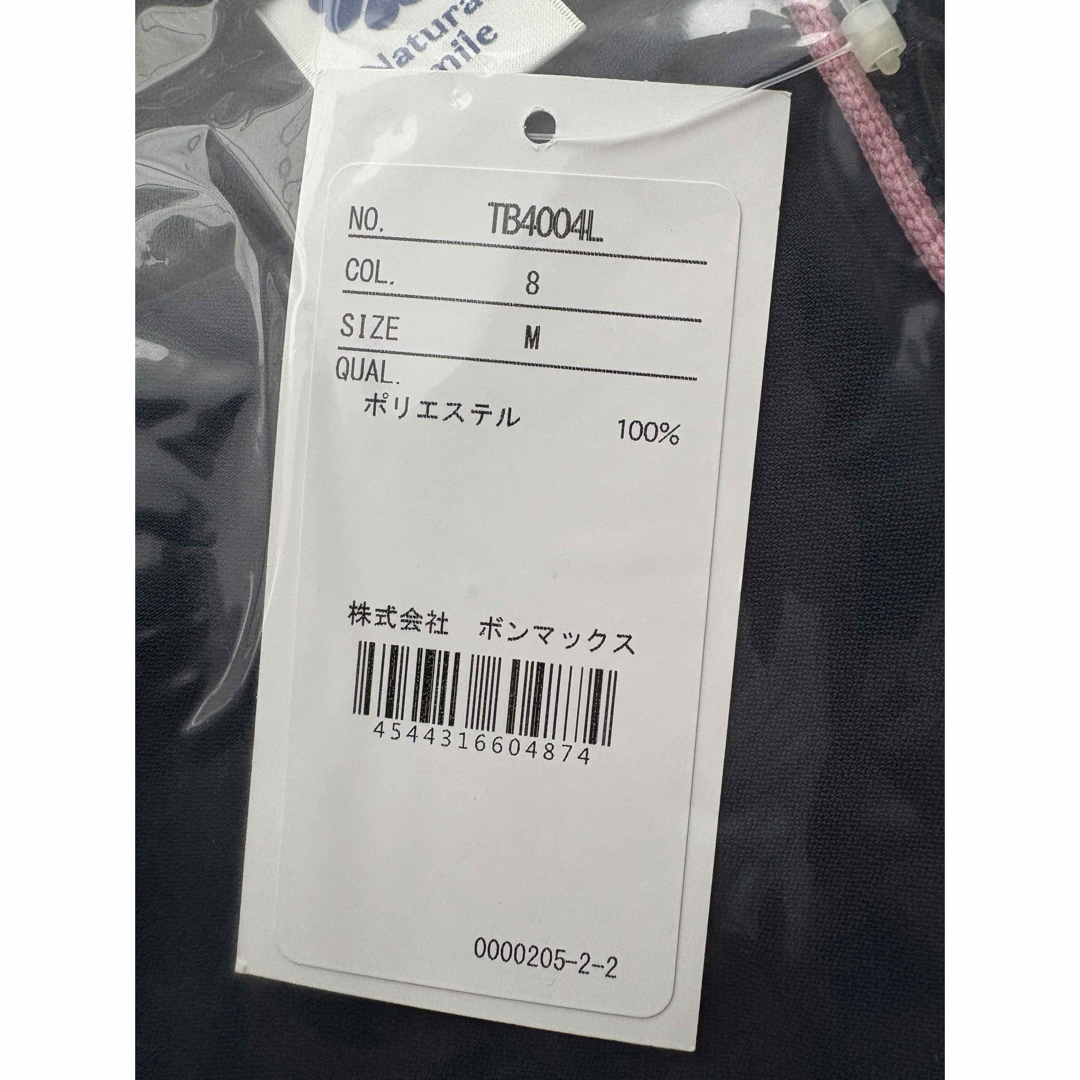 Natura
mile
NO. TB4004L
COL. 8
SIZE M
QUAL.
ポリエステル 100%
株式会社 ボンマックス
4544316604874
0000205-2-2